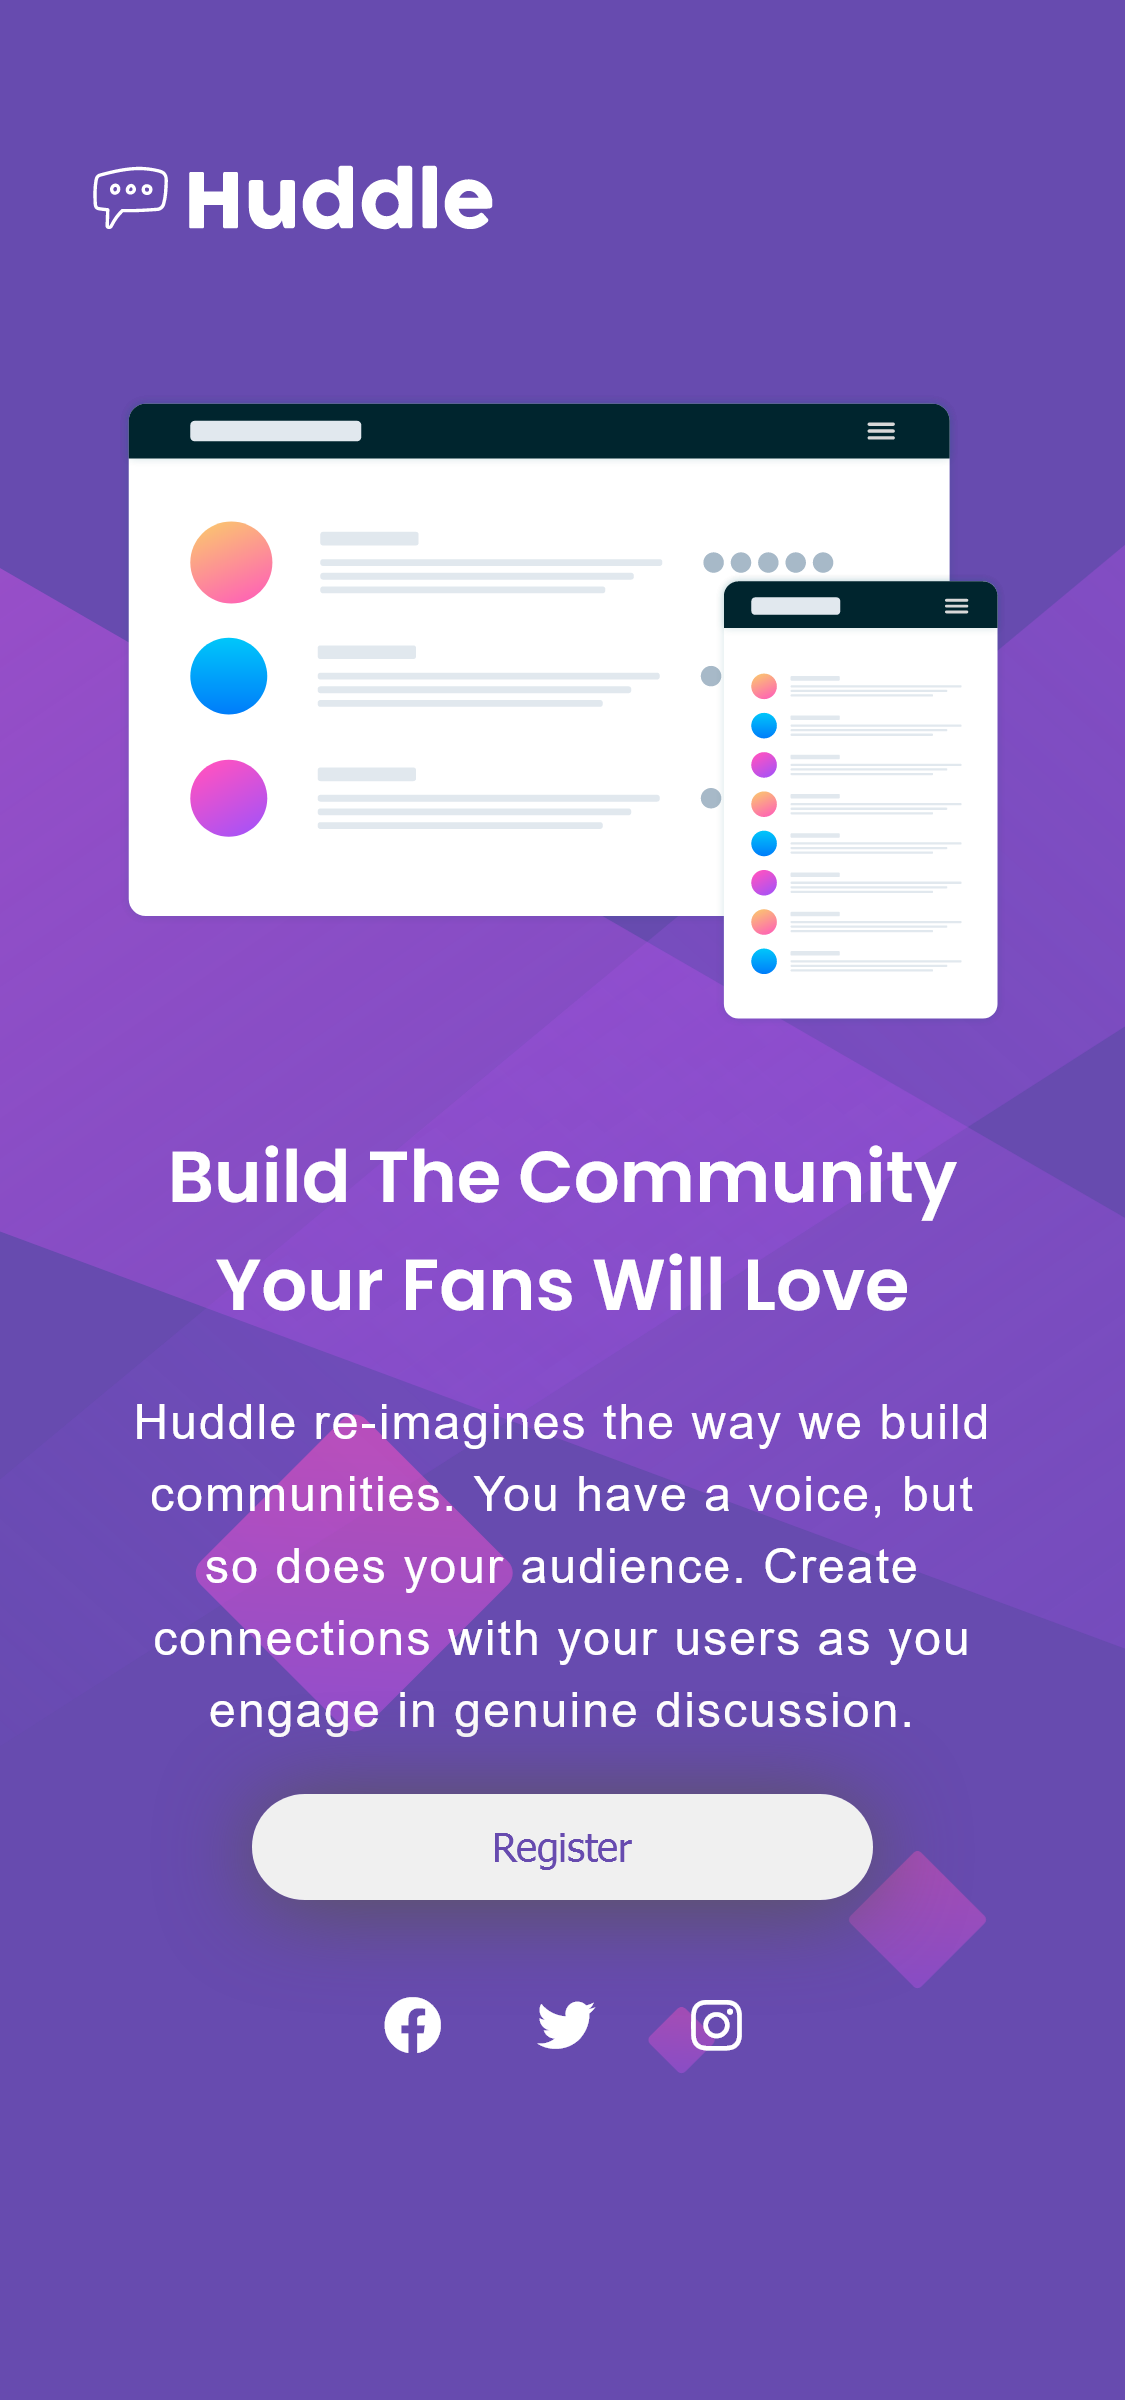 Huddle
Build The Community
Your Fans Will Love
Huddle re-imagines the way we build
communities. You have a voice, but
so does your audience. Create
connections with your users as you
engage in genuine discussion.
Register